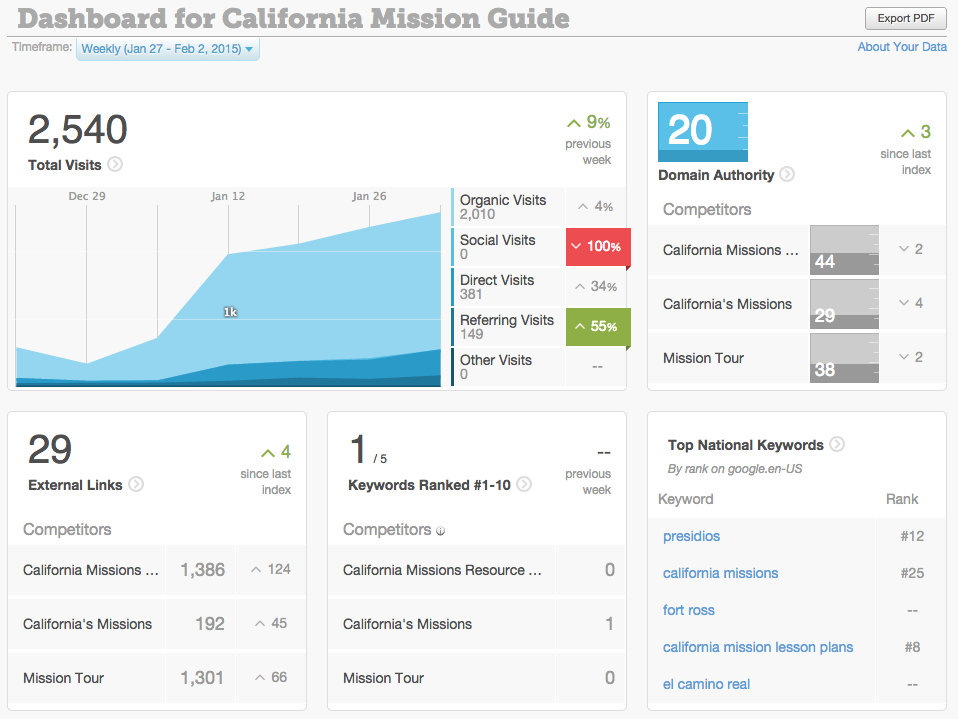 Dashboard for California Mission Guide
Export PDF
Timeframe: Weekly (Jan 27 - Feb 2, 2015)
About Your Data
2,540
Total Visits
9%
previous
week
Dec 29
Jan 12
Jan 26
1k
Organic Visits
2,010
4%
Social Visits
0
100%
Direct Visits
381
34%
Referring Visits
149
55%
Other Visits
0
--
20
Domain Authority
3
since last
index
Competitors
California Missions ...
44
2
California's Missions
29
4
Mission Tour
38
2
29
External Links
4
since last
index
Competitors
California Missions ...
1,386
124
California's Missions
192
45
Mission Tour
1,301
66
1 / 5
Keywords Ranked #1-10
--
previous
week
Competitors
California Missions Resource ...
0
California's Missions
1
Mission Tour
0
Top National Keywords
By rank on google.en-US
Keyword
Rank
presidios
#12
california missions
#25
fort ross
--
california mission lesson plans
#8
el camino real
--